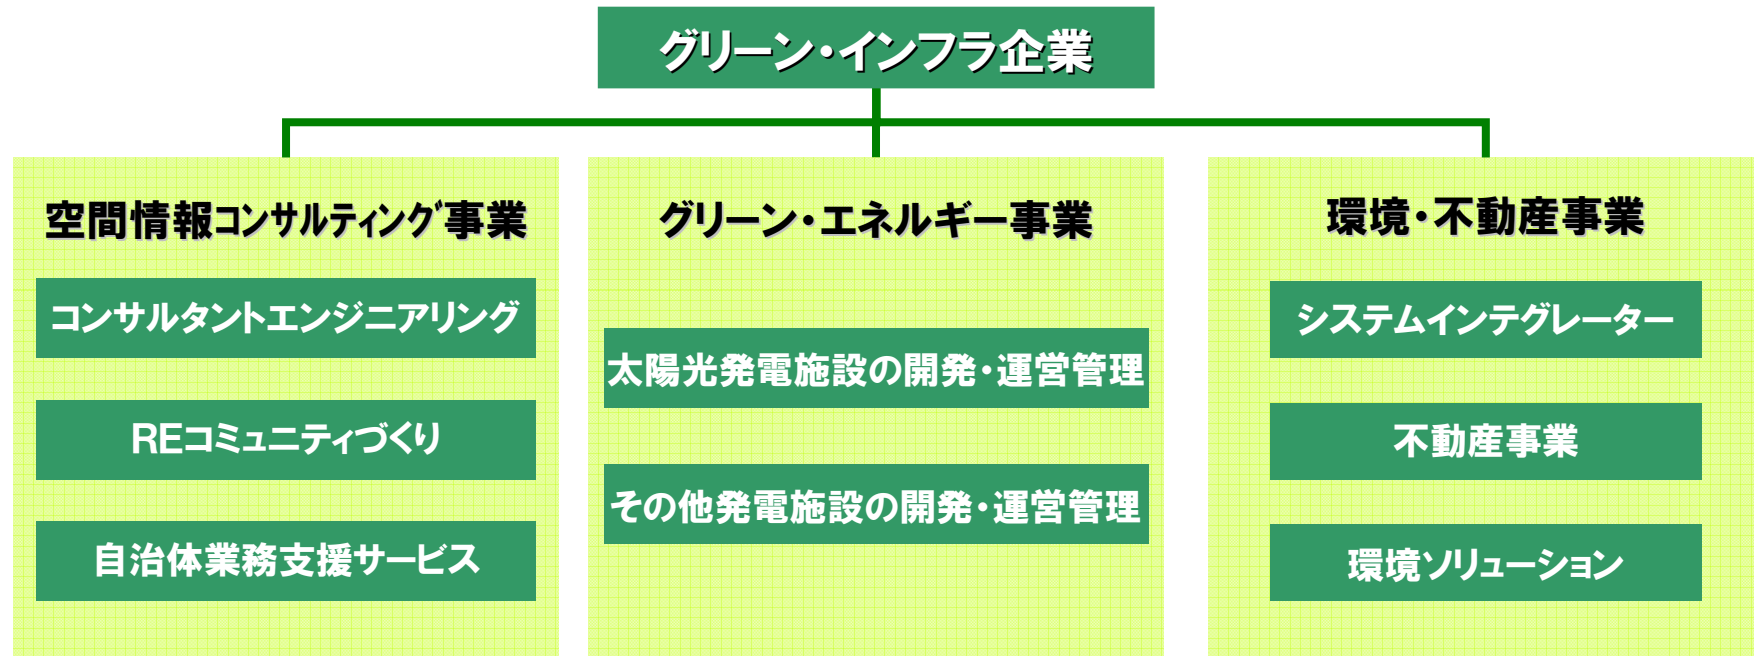 グリーン・インフラ企業
空間情報コンサルティング事業
コンサルタントエンジニアリング
REコミュニティづくり
自治体業務支援サービス
グリーン・エネルギー事業
太陽光発電施設の開発・運営管理
その他発電施設の開発・運営管理
環境・不動産事業
システムインテグレーター
不動産事業
環境ソリューション